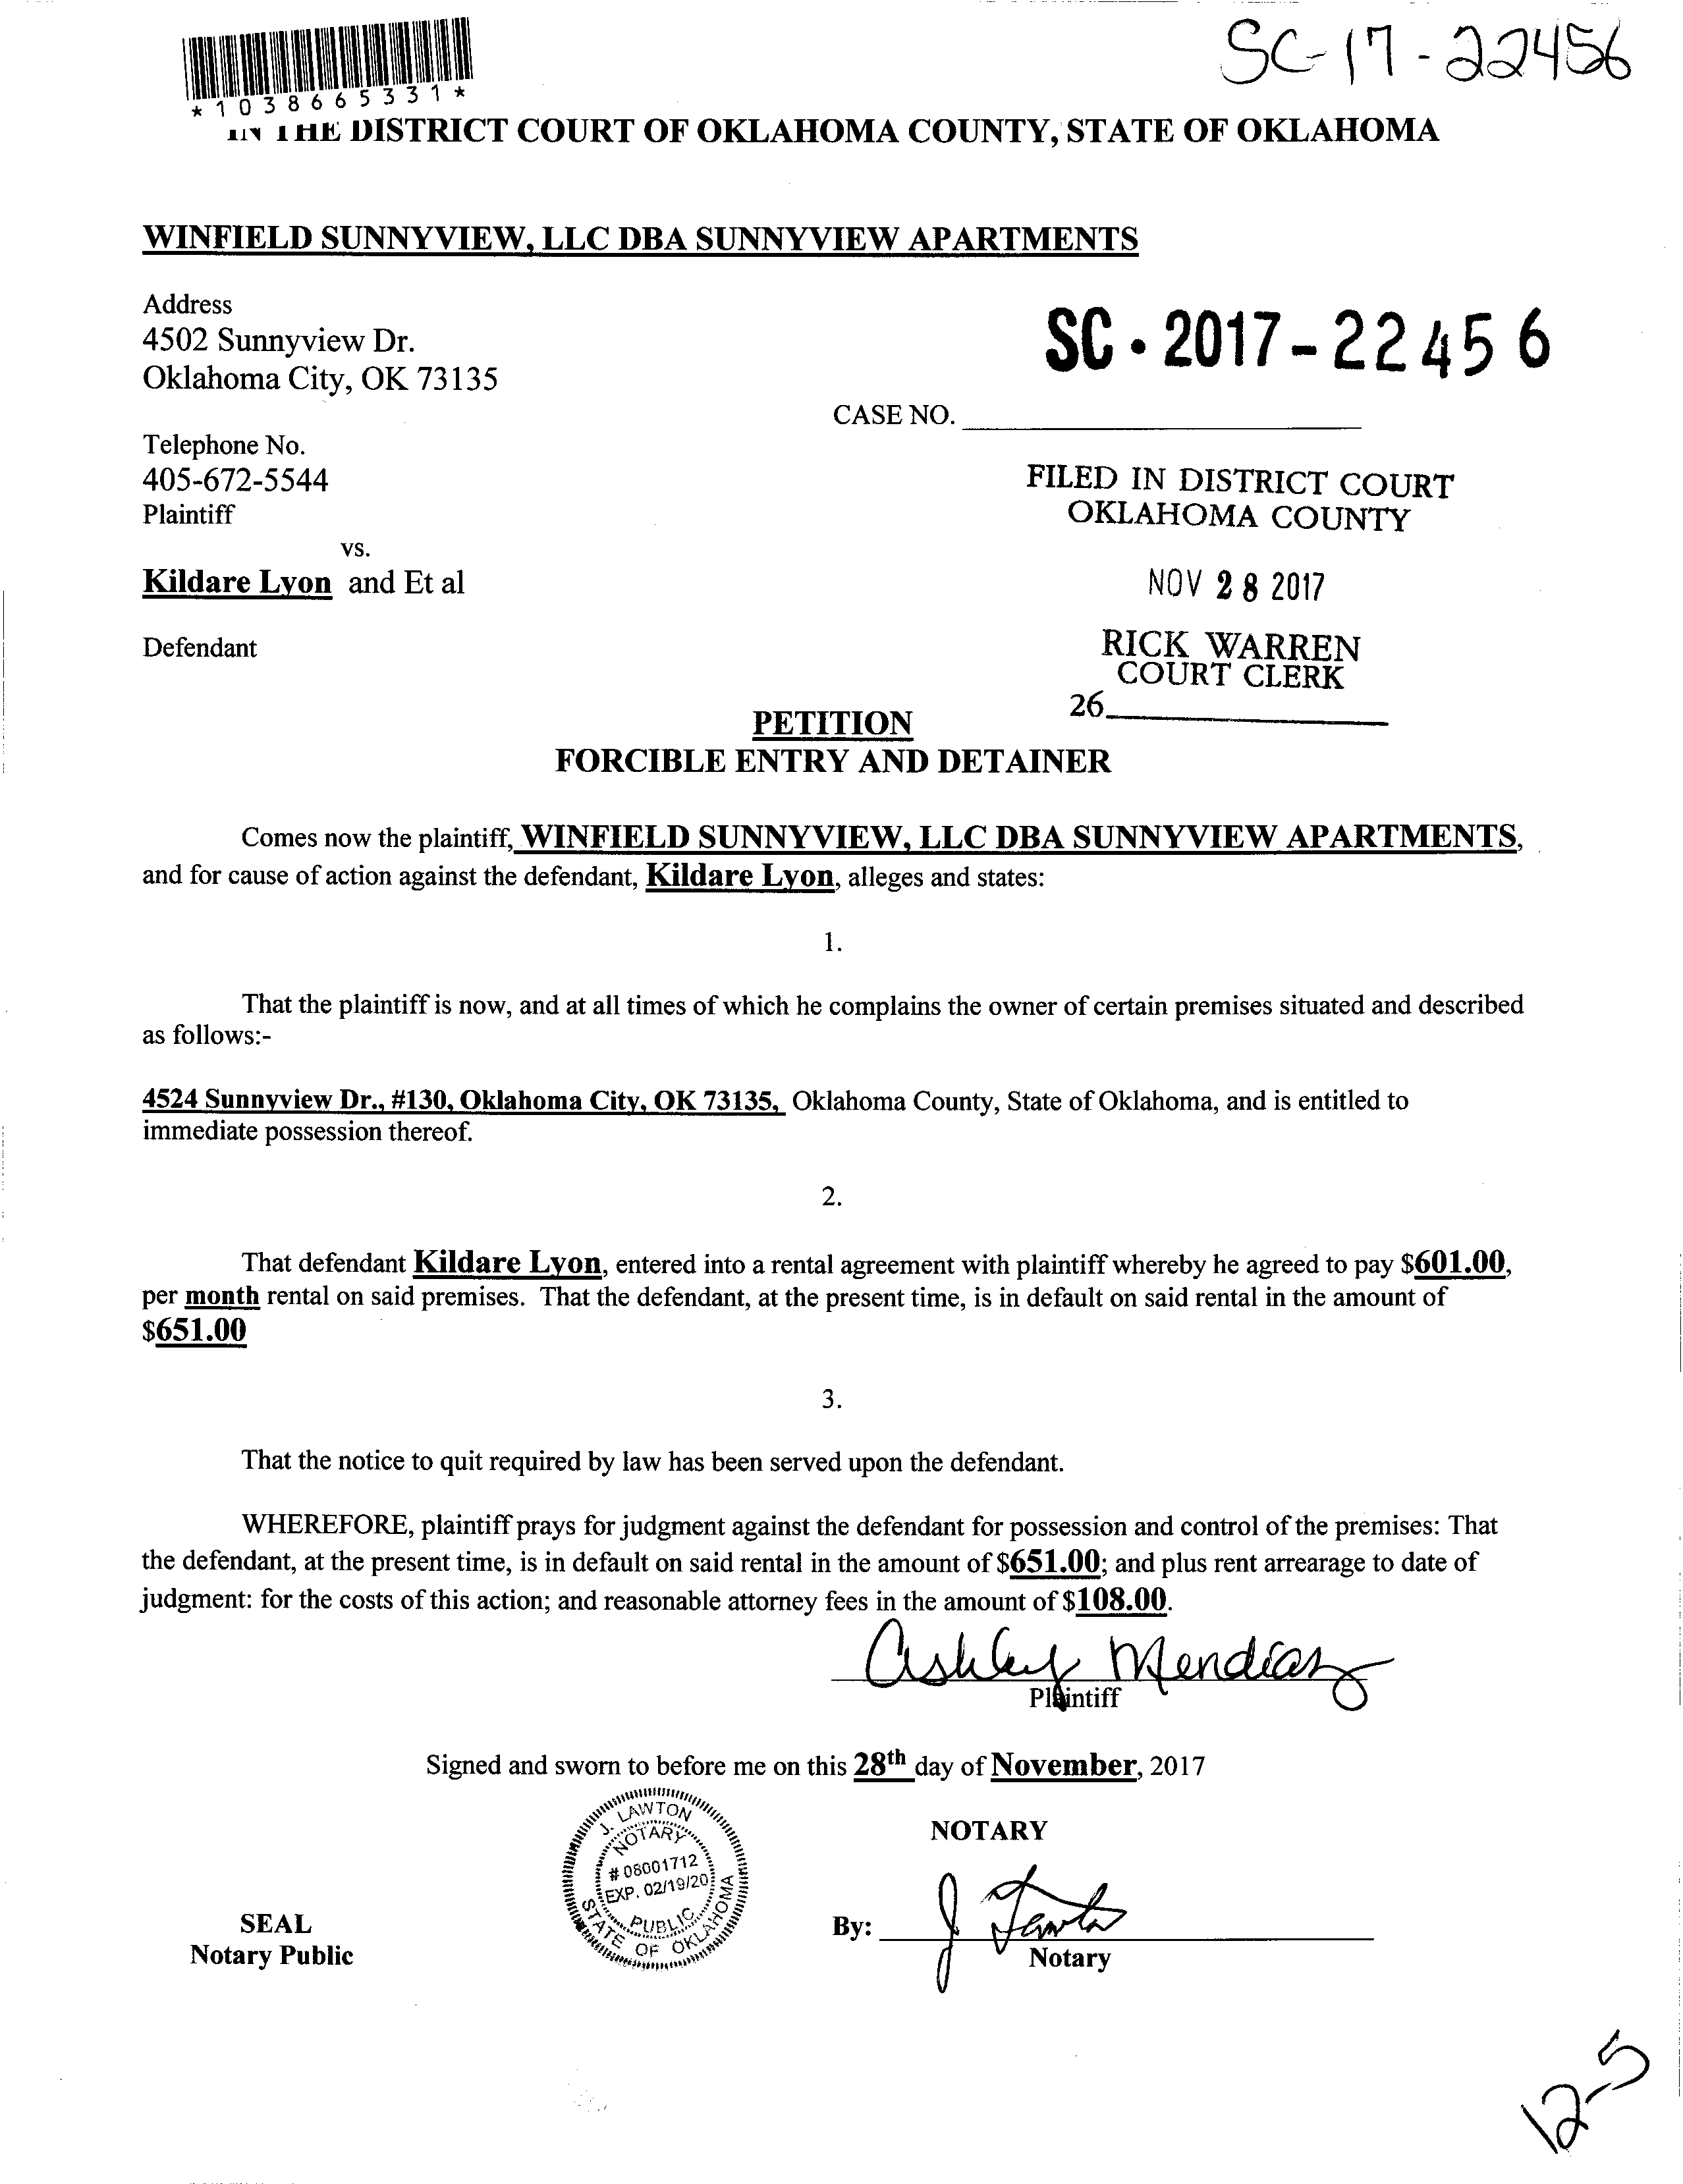 SC-17-22456
*1038665331*
IN THE DISTRICT COURT OF OKLAHOMA COUNTY, STATE OF OKLAHOMA
WINFIELD SUNNYVIEW, LLC DBA SUNNYVIEW APARTMENTS
Address
4502 Sunnyview Dr.
Oklahoma City, OK 73135
SC-2017-22456
CASE NO.
Telephone No.
405-672-5544
Plaintiff
FILED IN DISTRICT COURT
OKLAHOMA COUNTY
vs.
Kildare Lyon and Et al
NOV 28 2017
Defendant
RICK WARREN
COURT CLERK
26
PETITION
FORCIBLE ENTRY AND DETAINER
Comes now the plaintiff, WINFIELD SUNNYVIEW, LLC DBA SUNNYVIEW APARTMENTS,
and for cause of action against the defendant, Kildare Lyon, alleges and states:
1.
That the plaintiff is now, and at all times of which he complains the owner of certain premises situated and described
as follows:-
4524 Sunnyview Dr., #130, Oklahoma City, OK 73135, Oklahoma County, State of Oklahoma, and is entitled to
immediate possession thereof.
2.
That defendant Kildare Lyon, entered into a rental agreement with plaintiff whereby he agreed to pay $601.00,
per month rental on said premises. That the defendant, at the present time, is in default on said rental in the amount of
$651.00
3.
That the notice to quit required by law has been served upon the defendant.
WHEREFORE, plaintiff prays for judgment against the defendant for possession and control of the premises: That
the defendant, at the present time, is in default on said rental in the amount of $651.00; and plus rent arrearage to date of
judgment: for the costs of this action; and reasonable attorney fees in the amount of $108.00.
Ashley Mendiaz
Plaintiff
Signed and sworn to before me on this 28th day of November, 2017
J. LAWTON
NOTARY
# 08001712
EXP. 02/19/20
PUBLIC
STATE OF OKLAHOMA
NOTARY
SEAL
Notary Public
By: J Lawton
Notary
12-5